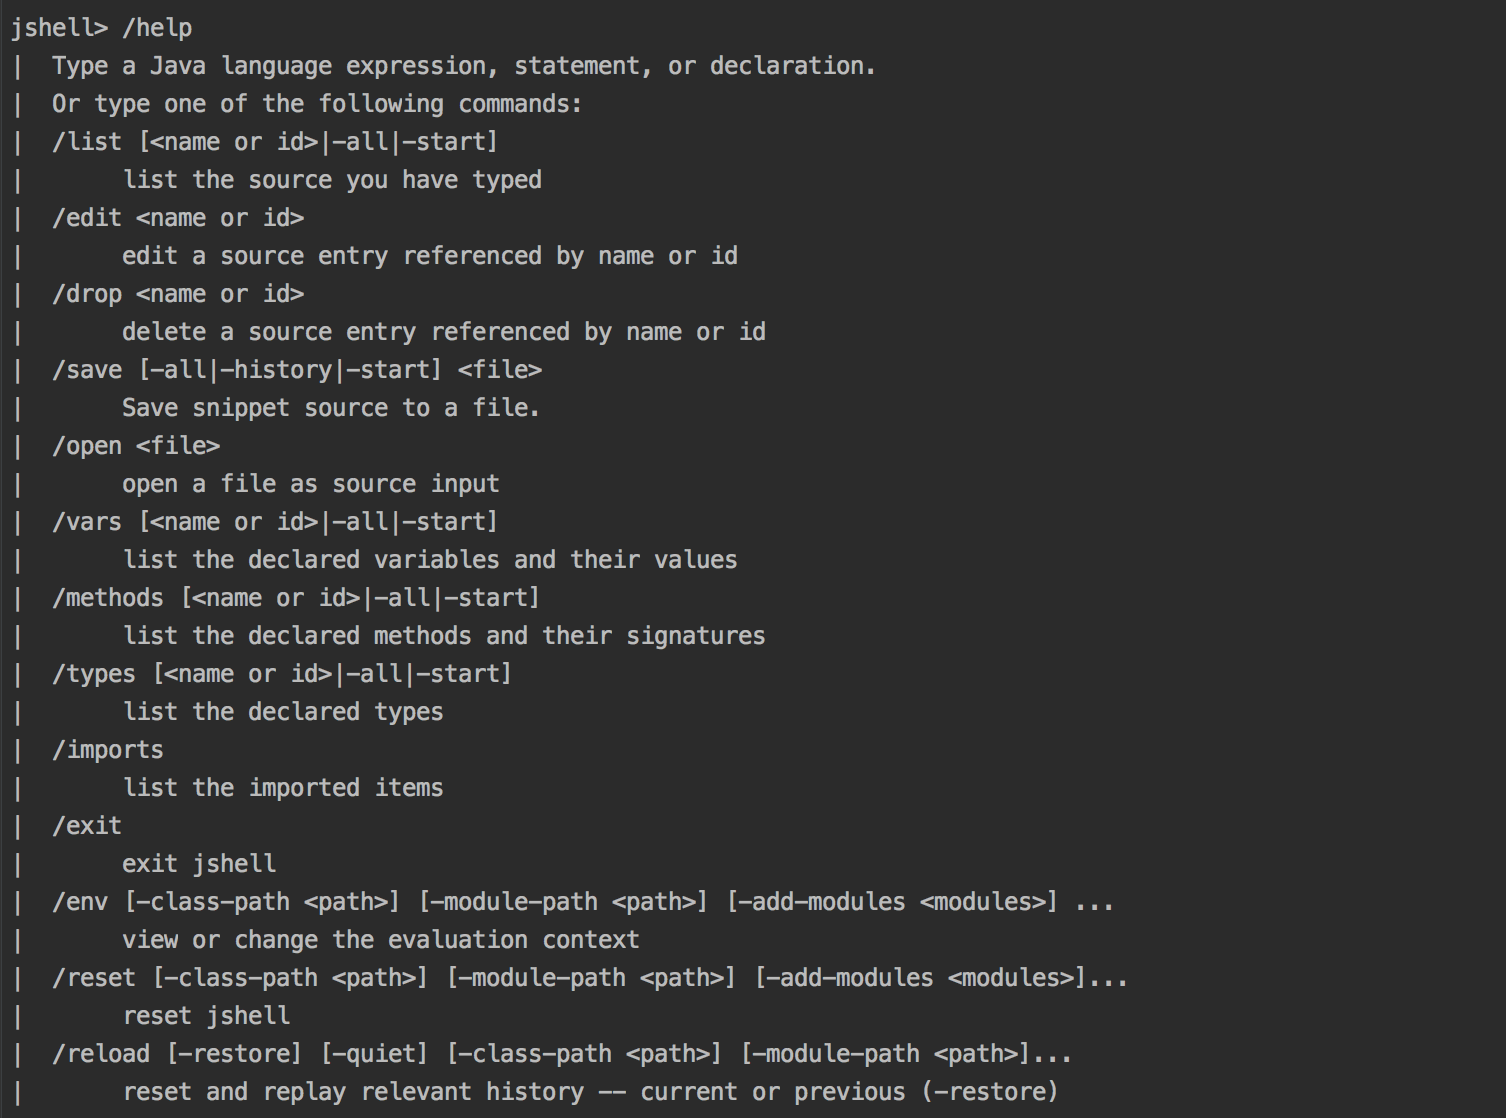 jshell> /help
|  Type a Java language expression, statement, or declaration.
|  Or type one of the following commands:
|  /list [<name or id>|-all|-start]
|       list the source you have typed
|  /edit <name or id>
|       edit a source entry referenced by name or id
|  /drop <name or id>
|       delete a source entry referenced by name or id
|  /save [-all|-history|-start] <file>
|       Save snippet source to a file.
|  /open <file>
|       open a file as source input
|  /vars [<name or id>|-all|-start]
|       list the declared variables and their values
|  /methods [<name or id>|-all|-start]
|       list the declared methods and their signatures
|  /types [<name or id>|-all|-start]
|       list the declared types
|  /imports
|       list the imported items
|  /exit
|       exit jshell
|  /env [-class-path <path>] [-module-path <path>] [-add-modules <modules>] ...
|       view or change the evaluation context
|  /reset [-class-path <path>] [-module-path <path>] [-add-modules <modules>]...
|       reset jshell
|  /reload [-restore] [-quiet] [-class-path <path>] [-module-path <path>]...
|       reset and replay relevant history -- current or previous (-restore)